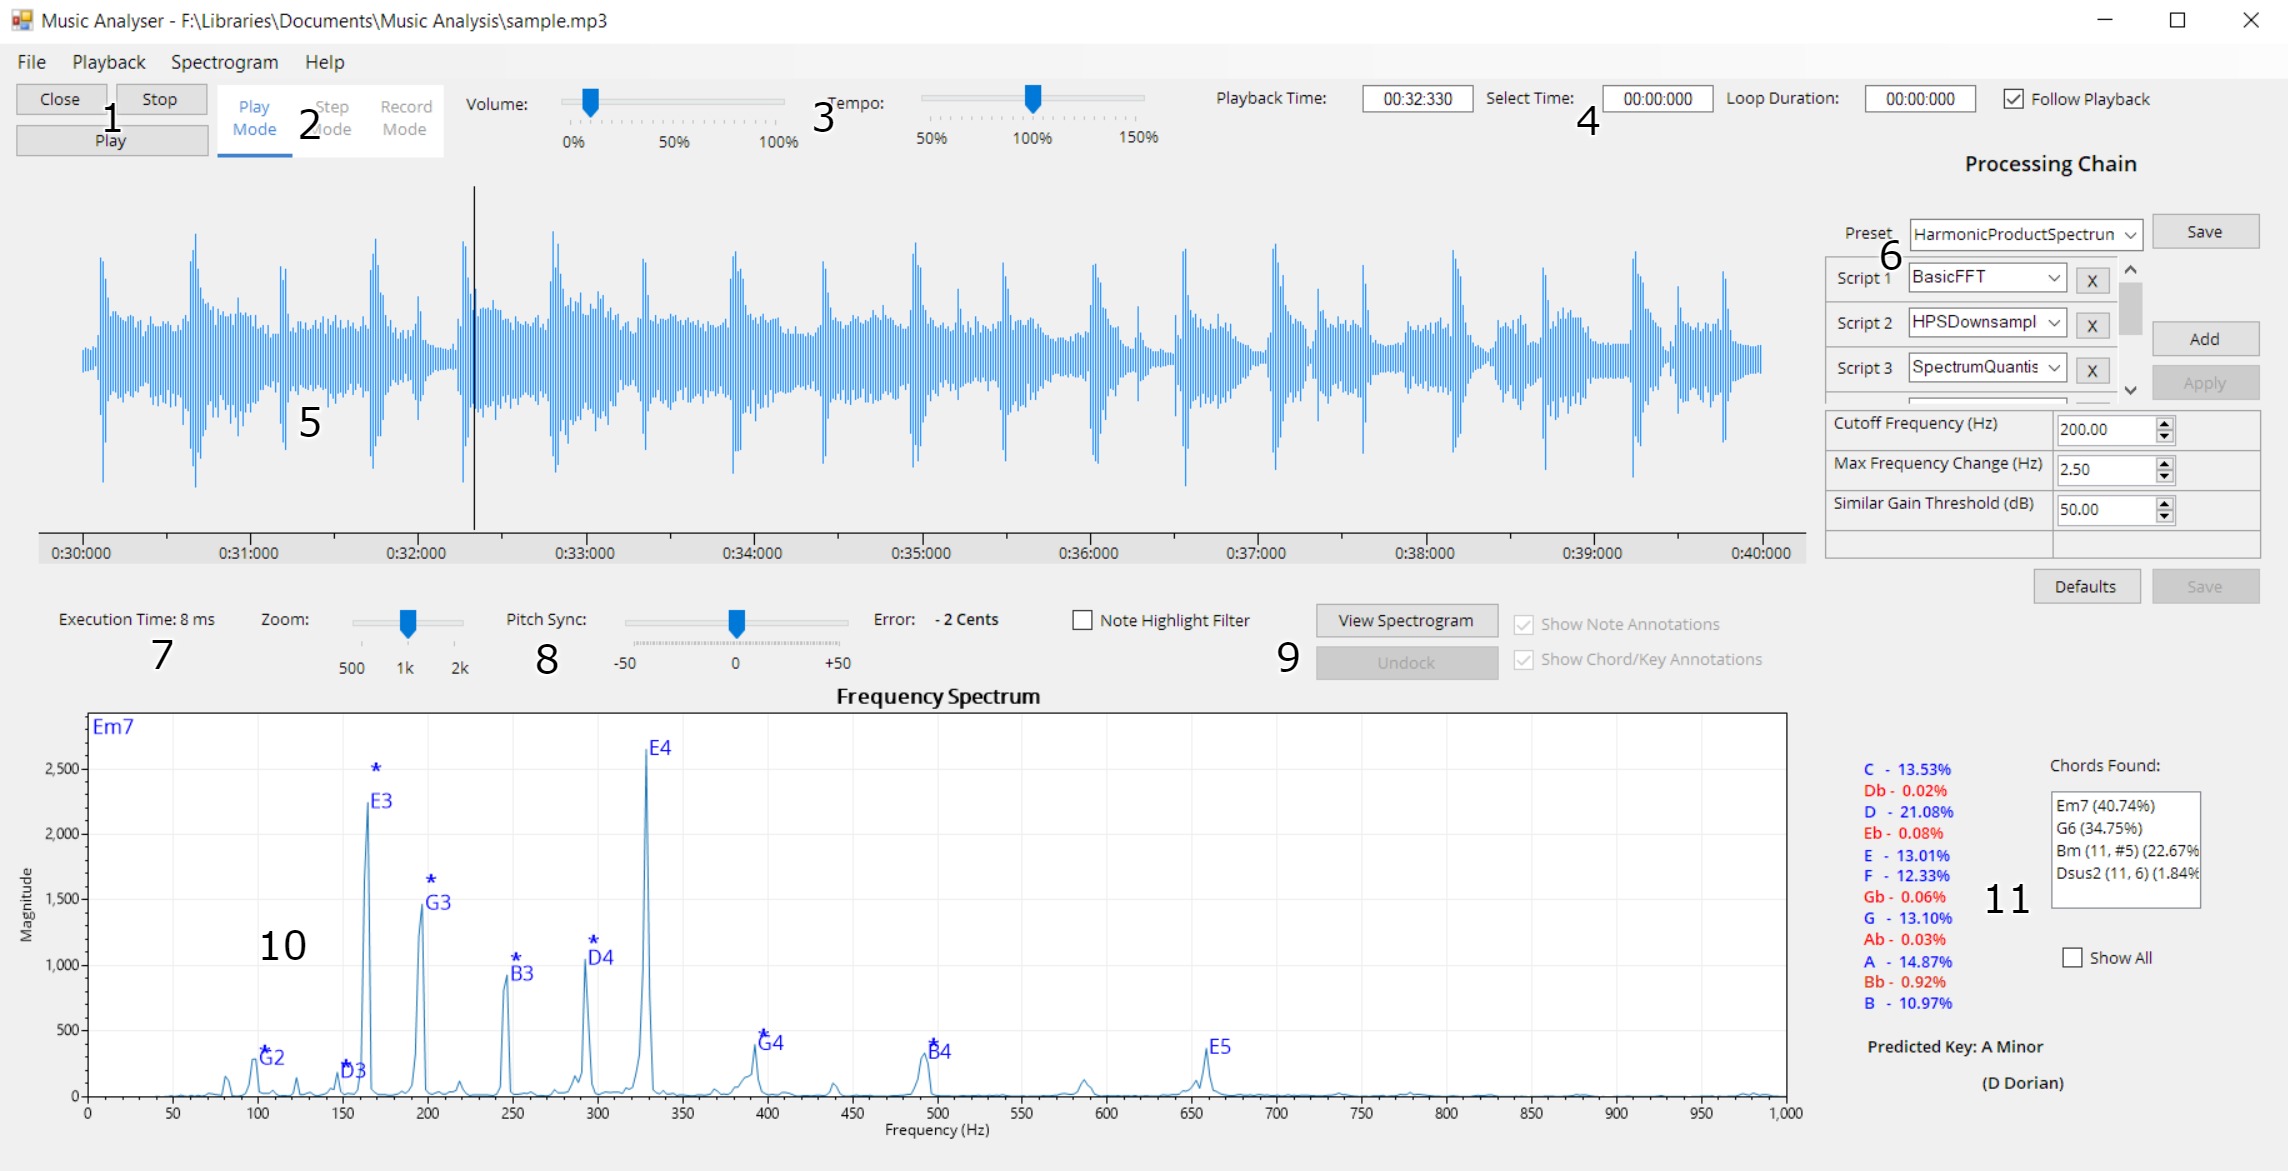 Music Analyser - F:\Libraries\Documents\Music Analysis\sample.mp3
File Playback Spectrogram Help
Close Stop
1
Play
Play Mode
2
Step Mode
Record Mode
Volume:
0% 50% 100%
3
Tempo:
50% 100% 150%
Playback Time: 00:32:330 Select Time: 00:00:000 Loop Duration: 00:00:000 Follow Playback
4
Processing Chain
Preset HarmonicProductSpectrun Save
6
Script 1 BasicFFT X
Script 2 HPSDownsampl X
Script 3 SpectrumQuantis X
Add
Apply
Cutoff Frequency (Hz) 200.00
Max Frequency Change (Hz) 2.50
Similar Gain Threshold (dB) 50.00
Defaults Save
5
0:30:000 0:31:000 0:32:000 0:33:000 0:34:000 0:35:000 0:36:000 0:37:000 0:38:000 0:39:000 0:40:000
Execution Time: 8 ms
7
Zoom:
500 1k 2k
Pitch Sync:
8
-50 0 +50
Error: - 2 Cents
Note Highlight Filter
9
View Spectrogram
Undock
Show Note Annotations
Show Chord/Key Annotations
Frequency Spectrum
Em7
E4
*
E3
*
G3
*
D4
*
B3
10
*
G2
*
D3
*
G4
*
B4
E5
Magnitude
2,500
2,000
1,500
1,000
500
0
0 50 100 150 200 250 300 350 400 450 500 550 600 650 700 750 800 850 900 950 1,000
Frequency (Hz)
C - 13.53%
Db - 0.02%
D - 21.08%
Eb - 0.08%
E - 13.01%
F - 12.33%
Gb - 0.06%
G - 13.10%
Ab - 0.03%
A - 14.87%
Bb - 0.92%
B - 10.97%
11
Chords Found:
Em7 (40.74%)
G6 (34.75%)
Bm (11, #5) (22.67%
Dsus2 (11, 6) (1.84%
Show All
Predicted Key: A Minor
(D Dorian)